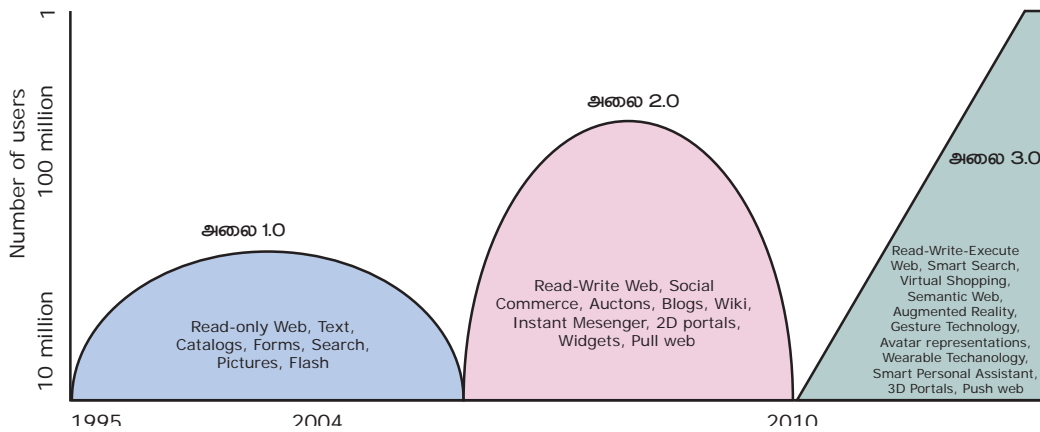 Number of users
1
100 million
10 million
அலை 1.0
Read-only Web, Text,
Catalogs, Forms, Search,
Pictures, Flash
அலை 2.0
Read-Write Web, Social
Commerce, Auctons, Blogs, Wiki,
Instant Mesenger, 2D portals,
Widgets, Pull web
அலை 3.0
Read-Write-Execute
Web, Smart Search,
Virtual Shopping,
Semantic Web,
Augmented Reality,
Gesture Technology,
Avatar representations,
Wearable Techanology,
Smart Personal Assistant,
3D Portals, Push web
1995
2004
2010